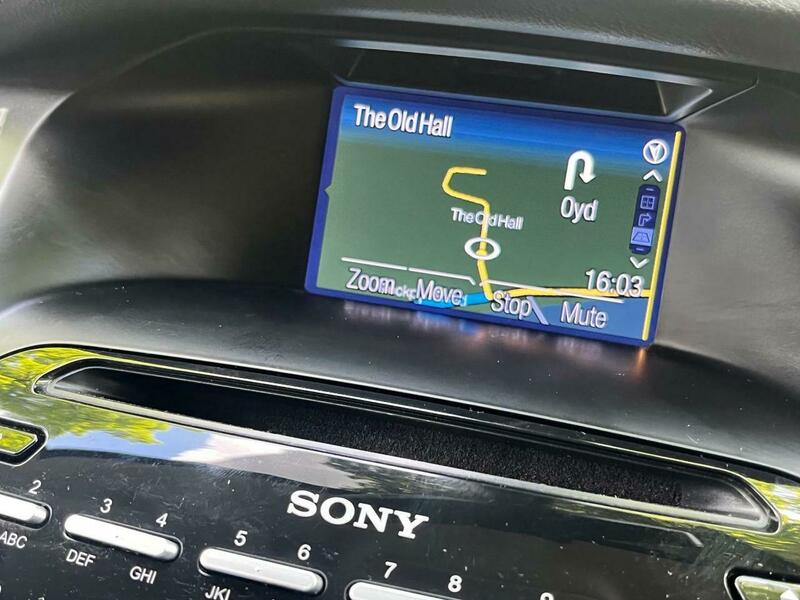 The Old Hall
0yd
The Old Hall
16:03
Zoom Move Stop Mute
SONY
2 3 4 5 6 7 8
ABC DEF GHI JKL